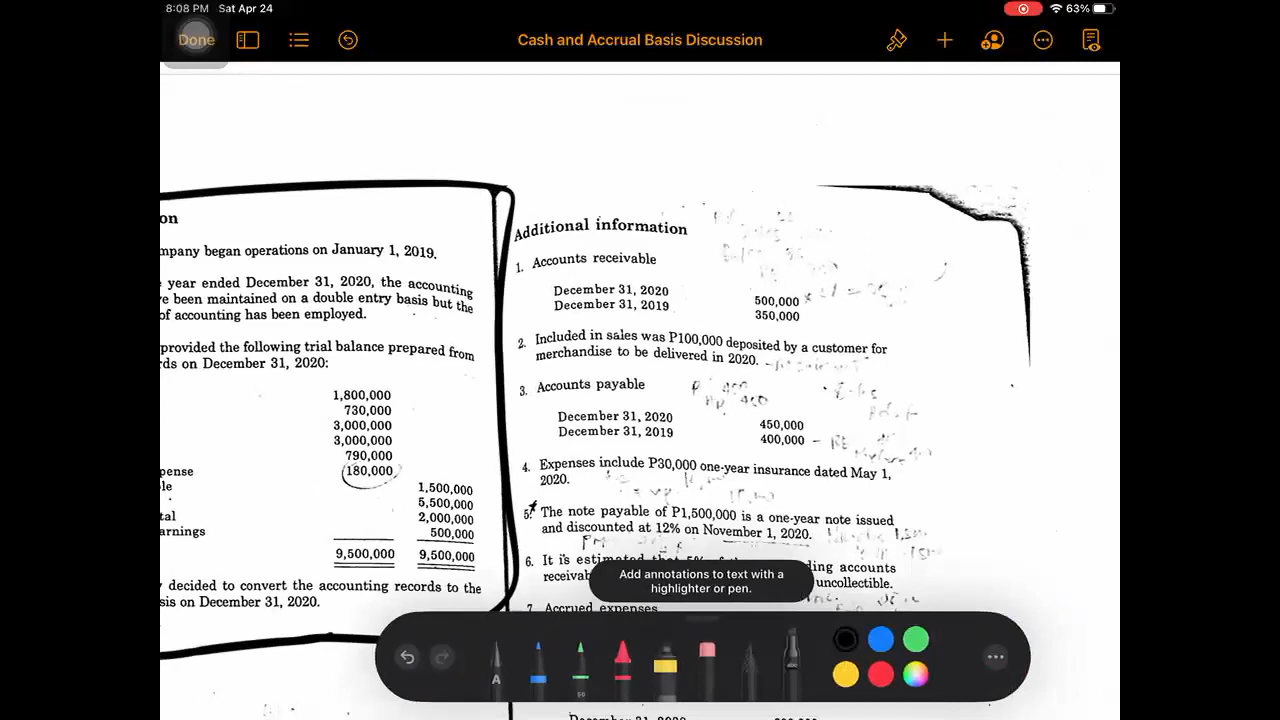 8:08 PM Sat Apr 24
63%
Done
Cash and Accrual Basis Discussion
on
mpany began operations on January 1, 2019.
year ended December 31, 2020, the accounting
e been maintained on a double entry basis but the
of accounting has been employed.
provided the following trial balance prepared from
rds on December 31, 2020:
1,800,000
730,000
3,000,000
3,000,000
790,000
pense 180,000
le 1,500,000
5,500,000
tal 2,000,000
arnings 500,000
9,500,000 9,500,000
decided to convert the accounting records to the
sis on December 31, 2020.
Additional information
1. Accounts receivable
December 31, 2020 500,000
December 31, 2019 350,000
2. Included in sales was P100,000 deposited by a customer for
merchandise to be delivered in 2020.
3. Accounts payable
December 31, 2020 450,000
December 31, 2019 400,000
4. Expenses include P30,000 one-year insurance dated May 1,
2020.
5. The note payable of P1,500,000 is a one-year note issued
and discounted at 12% on November 1, 2020.
6. It is estimated that 5% of ding accounts
receivab uncollectible.
7. Accrued expenses
Add annotations to text with a
highlighter or pen.
A
50
December 31, 2020